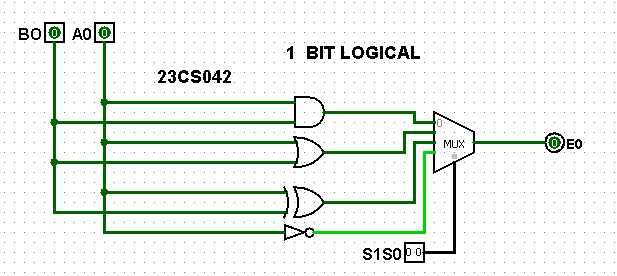 B0 0 A0 0
1 BIT LOGICAL
23CS042
0
MUX
0 E0
S1S0 0 0